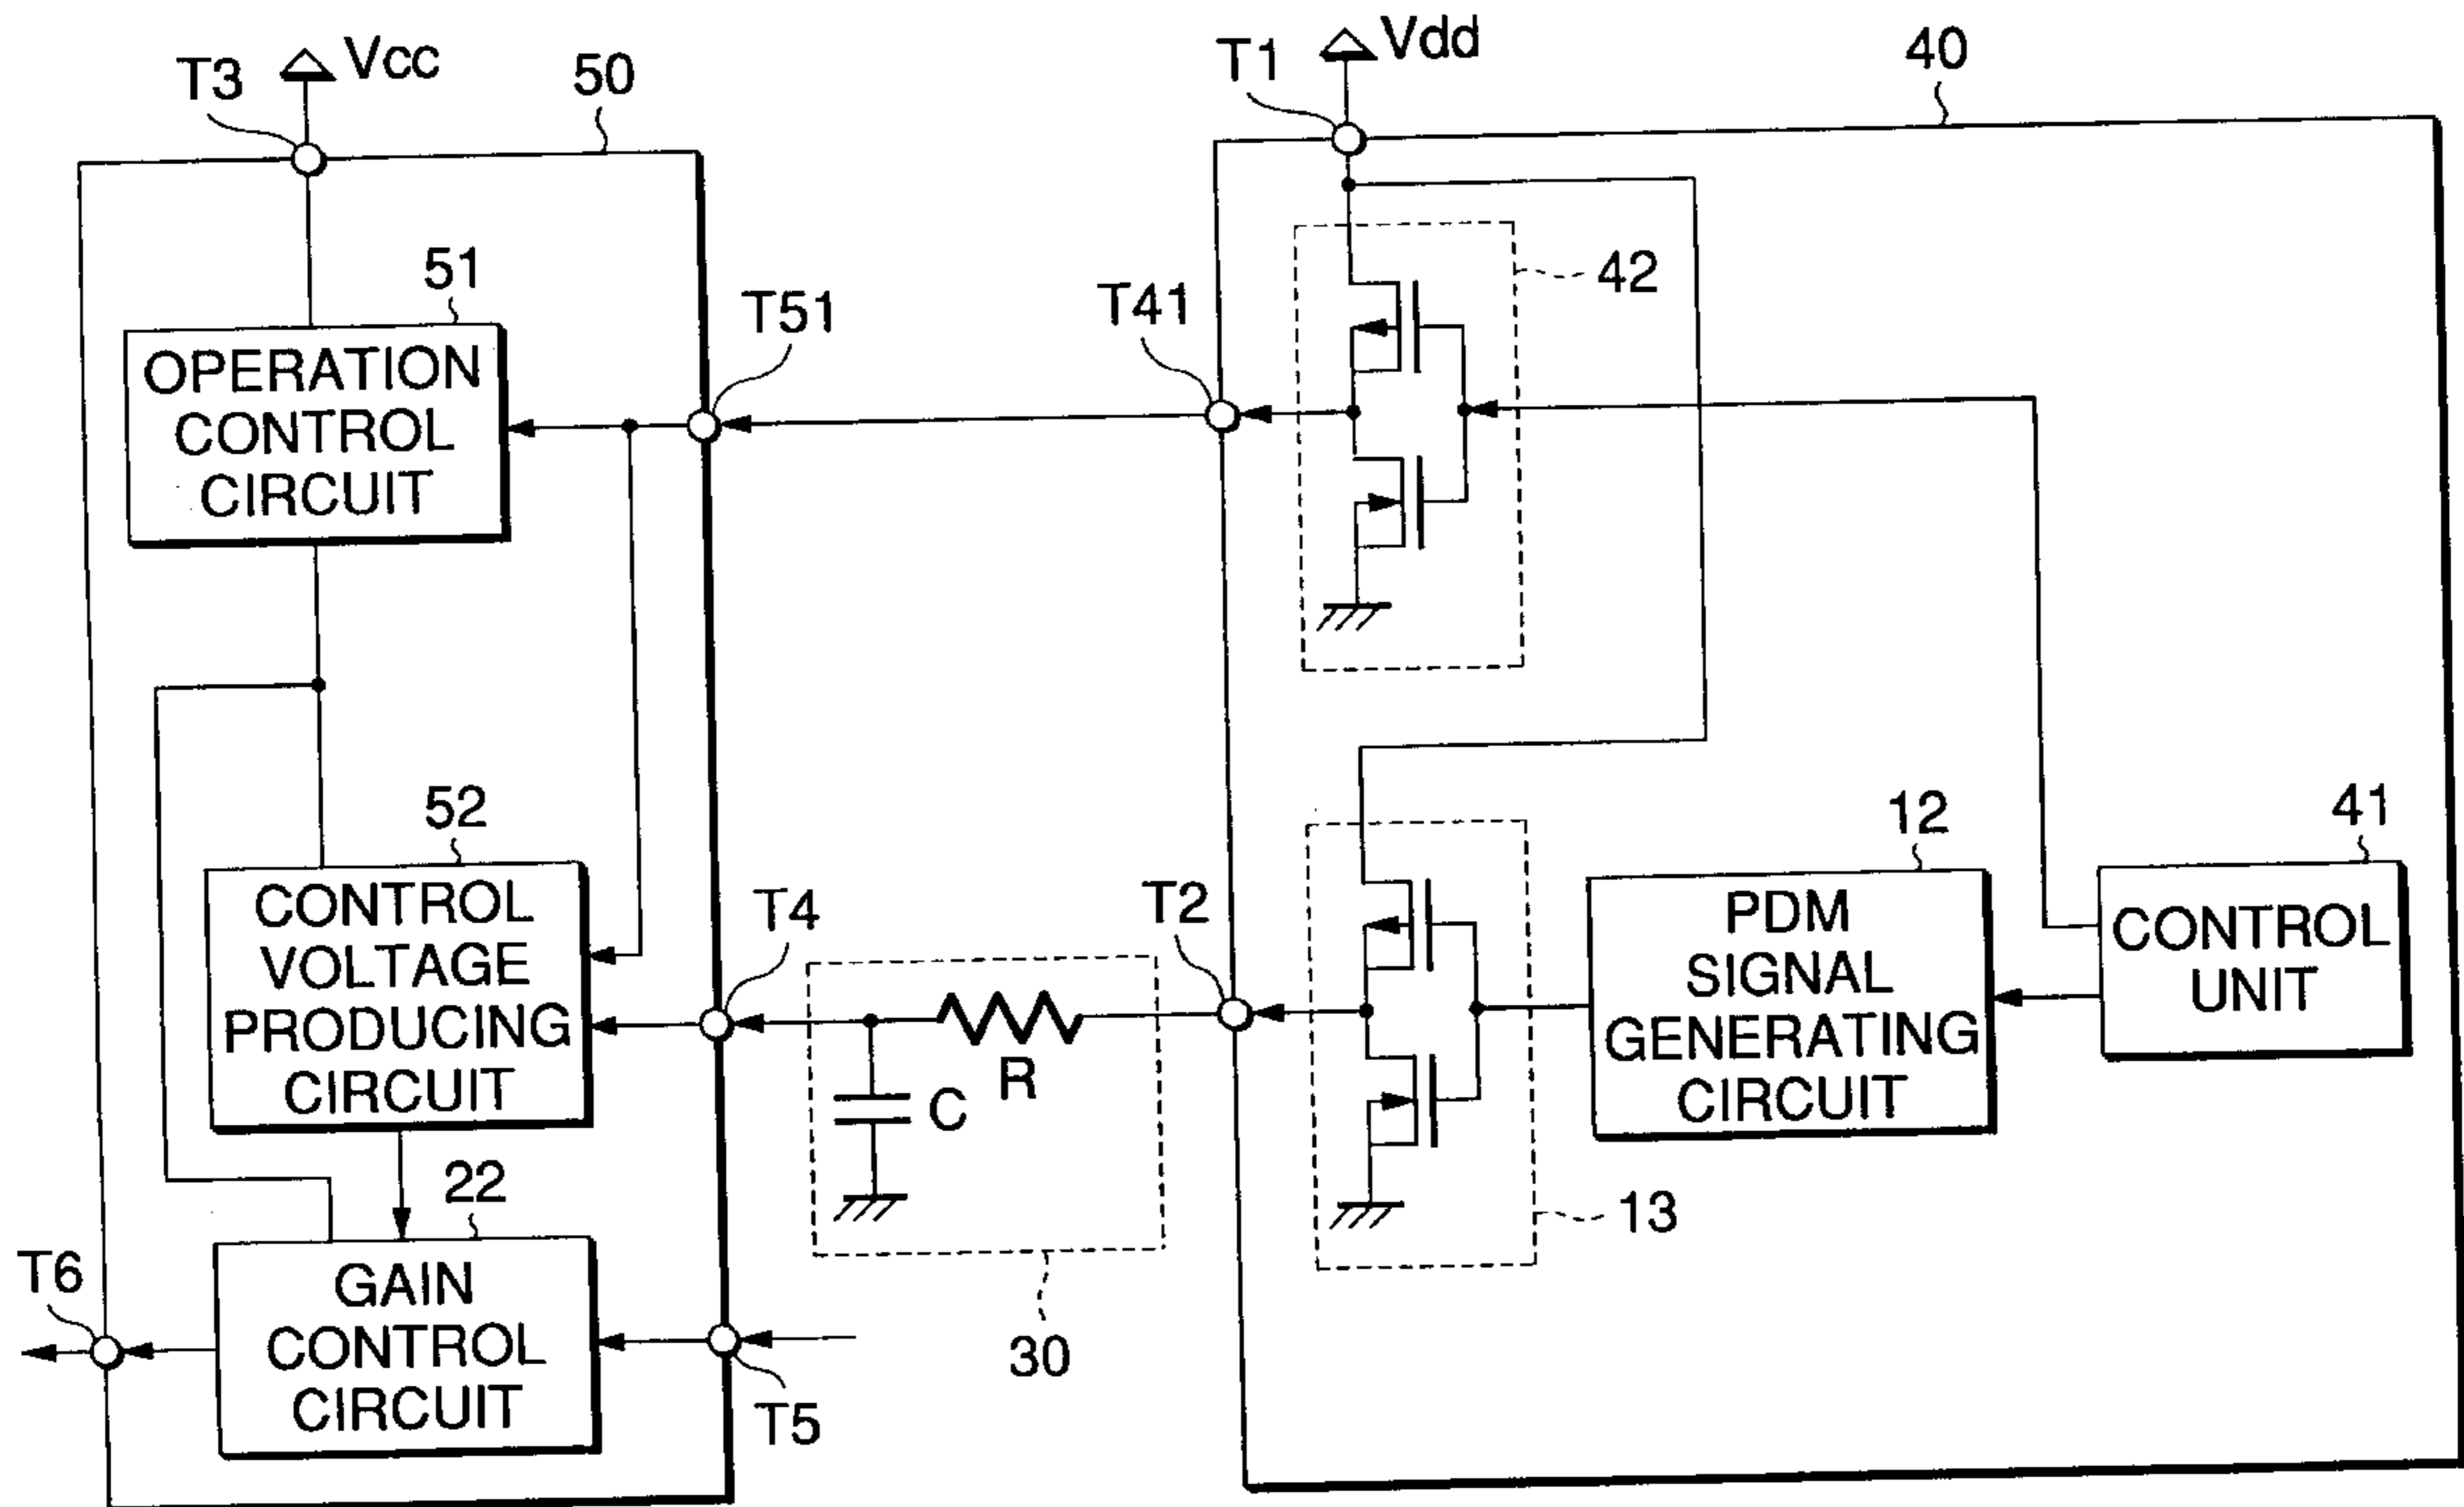 T3
Vcc
50
T1
Vdd
40
51
OPERATION
CONTROL
CIRCUIT
T51
T41
42
52
CONTROL
VOLTAGE
PRODUCING
CIRCUIT
T4
T2
R
C
30
13
12
PDM
SIGNAL
GENERATING
CIRCUIT
41
CONTROL
UNIT
22
GAIN
CONTROL
CIRCUIT
T6
T5